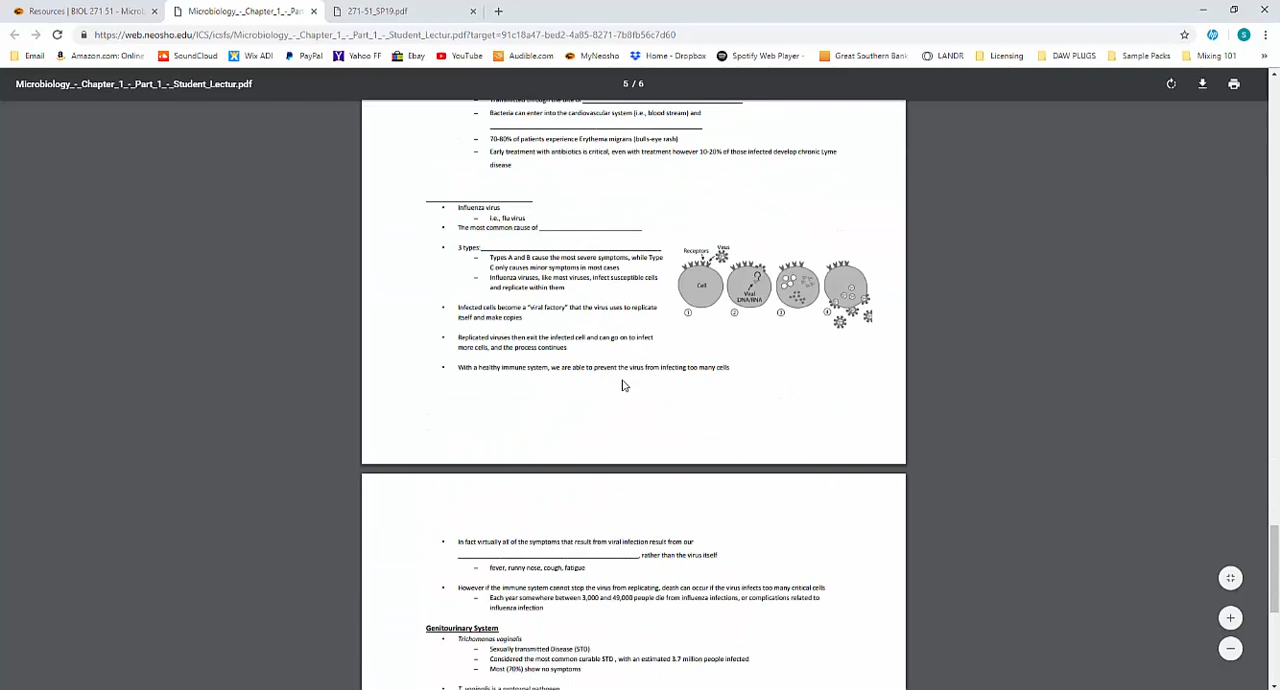 Resources | BIOL 271 51 - Microb
Microbiology_-_Chapter_1_-_Par
271-51_SP19.pdf
https://web.neosho.edu/ICS/icsfs/Microbiology_-_Chapter_1_-_Part_1_-_Student_Lectur.pdf?target=91c18a47-bed2-4a85-8271-7b8fb56c7d60
Email Amazon.com: Online SoundCloud Wix ADI PayPal Yahoo FF Ebay YouTube Audible.com MyNeosho Home - Dropbox Spotify Web Player - Great Southern Bank LANDR Licensing DAW PLUGS Sample Packs Mixing 101
Microbiology_-_Chapter_1_-_Part_1_-_Student_Lectur.pdf
5 / 6
Transmitted through the bite of
– Bacteria can enter into the cardiovascular system (i.e., blood stream) and
– 70-80% of patients experience Erythema migrans (bulls-eye rash)
– Early treatment with antibiotics is critical, even with treatment however 10-20% of those infected develop chronic Lyme
disease
• Influenza virus
– i.e., flu virus
• The most common cause of
• 3 types:
– Types A and B cause the most severe symptoms, while Type
C only causes minor symptoms in most cases
– Influenza viruses, like most viruses, infect susceptible cells
and replicate within them
• Infected cells become a "viral factory" that the virus uses to replicate
itself and make copies
• Replicated viruses then exit the infected cell and can go on to infect
more cells, and the process continues
• With a healthy immune system, we are able to prevent the virus from infecting too many cells
Receptors Virus
Cell
Viral
DNA/RNA
1 2 3 4
• In fact virtually all of the symptoms that result from viral infection result from our
, rather than the virus itself
– fever, runny nose, cough, fatigue
• However if the immune system cannot stop the virus from replicating, death can occur if the virus infects too many critical cells
– Each year somewhere between 3,000 and 49,000 people die from influenza infections, or complications related to
influenza infection
Genitourinary System
• Trichomonas vaginalis
– Sexually transmitted Disease (STD)
– Considered the most common curable STD , with an estimated 3.7 million people infected
– Most (70%) show no symptoms
• T. vaginalis is a protozoal pathogen